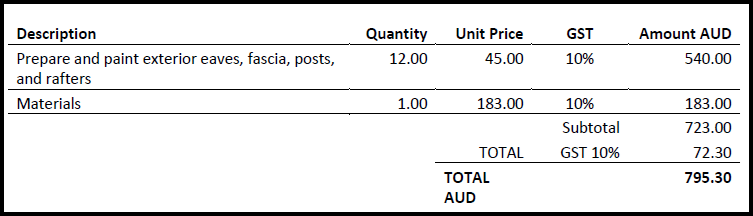 Description Quantity Unit Price GST Amount AUD
Prepare and paint exterior eaves, fascia, posts, 12.00 45.00 10% 540.00
and rafters
Materials 1.00 183.00 10% 183.00
Subtotal 723.00
TOTAL GST 10% 72.30
TOTAL 795.30
AUD